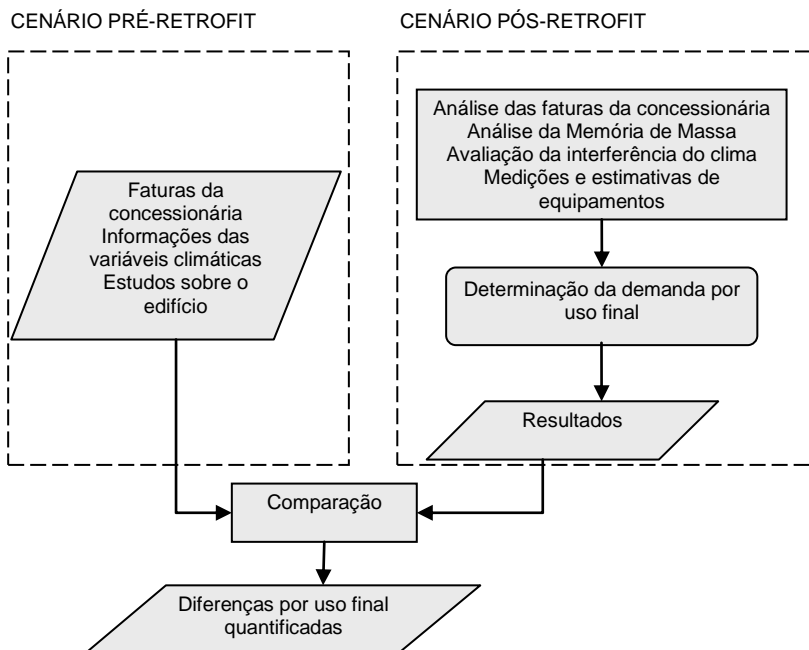 CENÁRIO PRÉ-RETROFIT
Faturas da
concessionária
Informações das
variáveis climáticas
Estudos sobre o
edifício
CENÁRIO PÓS-RETROFIT
Análise das faturas da concessionária
Análise da Memória de Massa
Avaliação da interferência do clima
Medições e estimativas de
equipamentos
Determinação da demanda por
uso final
Resultados
Comparação
Diferenças por uso final
quantificadas